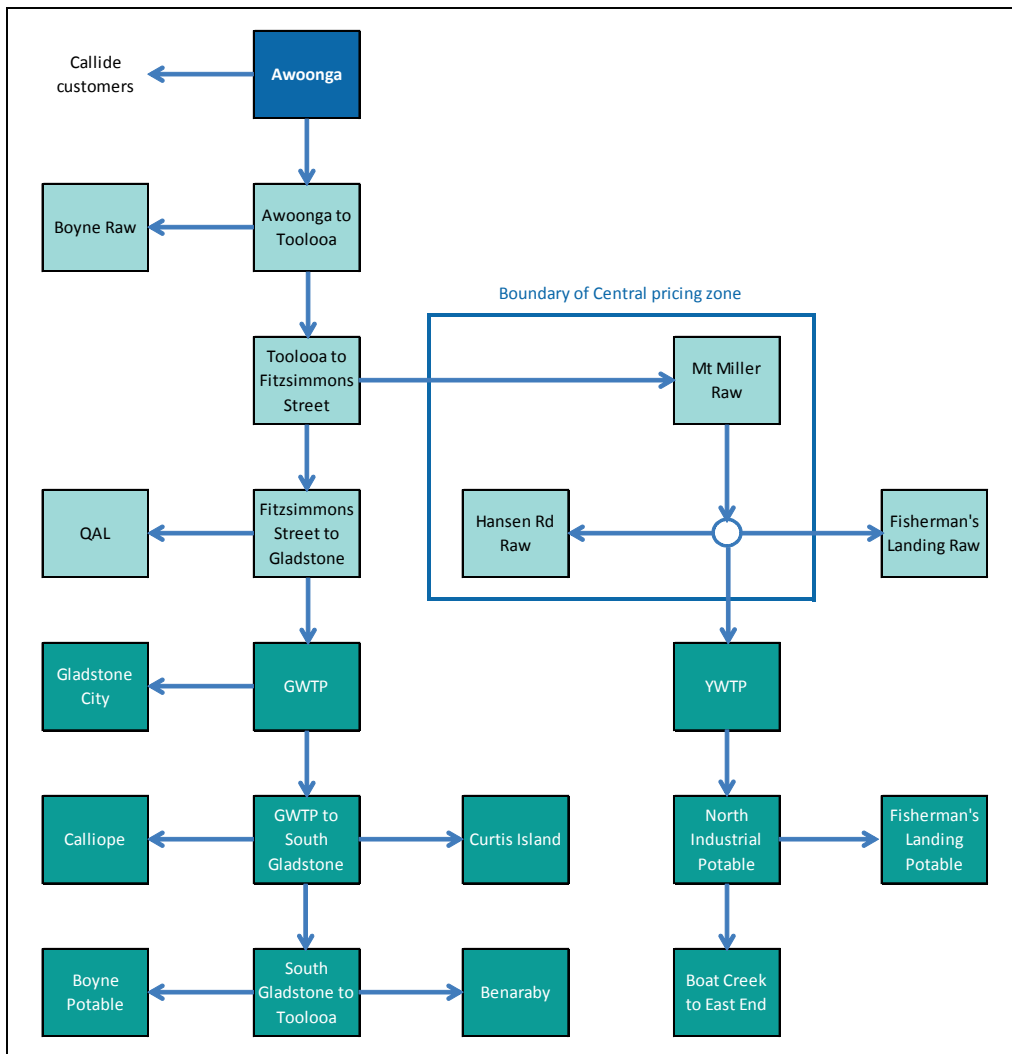 Callide
customers
Awoonga
Boyne Raw
Awoonga to
Toolooa
Boundary of Central pricing zone
Toolooa to
Fitzsimmons
Street
Mt Miller
Raw
QAL
Fitzsimmons
Street to
Gladstone
Hansen Rd
Raw
Fisherman's
Landing Raw
Gladstone
City
GWTP
YWTP
Calliope
GWTP to
South
Gladstone
Curtis Island
North
Industrial
Potable
Fisherman's
Landing
Potable
Boyne
Potable
South
Gladstone to
Toolooa
Benaraby
Boat Creek
to East End